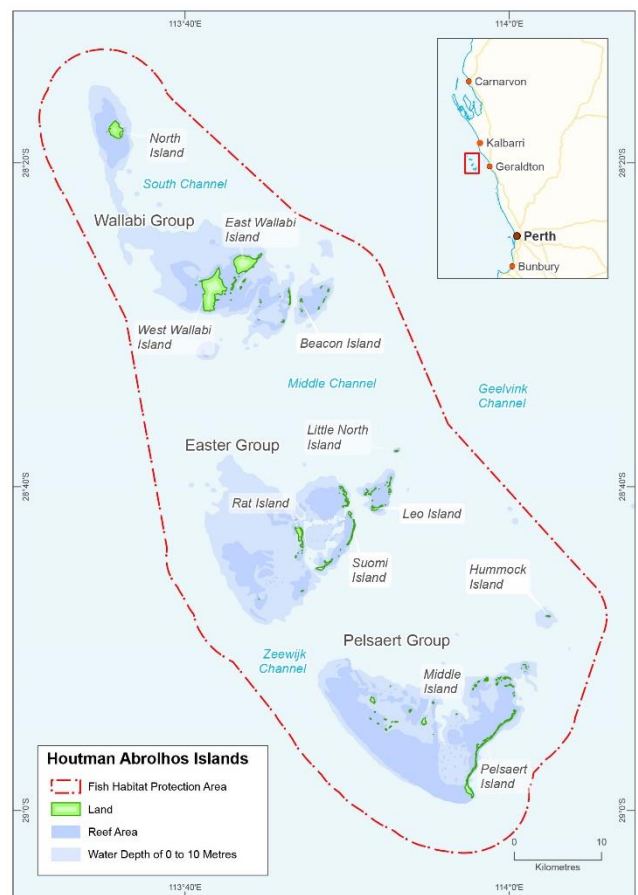 113°40'E
114°0'E
Carnarvon
Kalbarri
Geraldton
Perth
Bunbury
North
Island
28°20'S
28°20'S
South Channel
Wallabi Group
East Wallabi
Island
West Wallabi
Island
Beacon Island
Middle Channel
Geelvink
Channel
Little North
Island
Easter Group
28°40'S
28°40'S
Rat Island
Leo Island
Suomi
Island
Hummock
Island
Zeewijk
Channel
Pelsaert Group
Middle
Island
Pelsaert
Island
Houtman Abrolhos Islands
Fish Habitat Protection Area
Land
Reef Area
Water Depth of 0 to 10 Metres
29°0'S
29°0'S
0
10
Kilometres
113°40'E
114°0'E